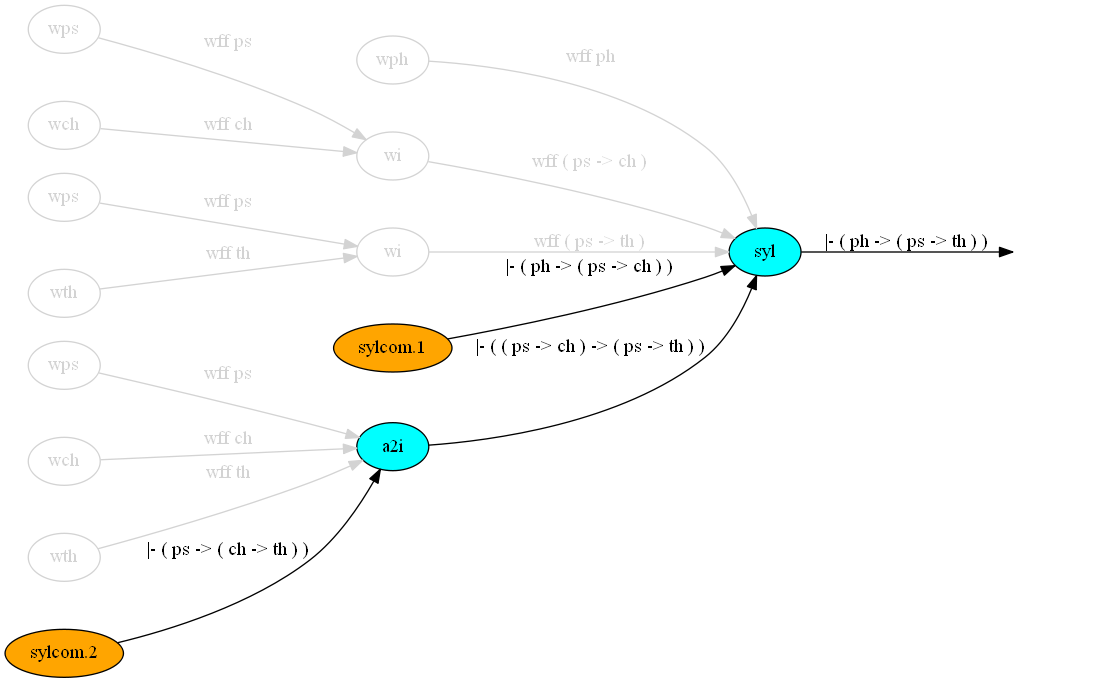 wps
wff ps
wph
wff ph
wch
wff ch
wi
wff ( ps -> ch )
wps
wff ps
wi
wff ( ps -> th )
syl
|- ( ph -> ( ps -> th ) )
wff th
|- ( ph -> ( ps -> ch ) )
wth
sylcom.1
|- ( ( ps -> ch ) -> ( ps -> th ) )
wps
wff ps
wch
wff ch
a2i
wff th
wth
|- ( ps -> ( ch -> th ) )
sylcom.2